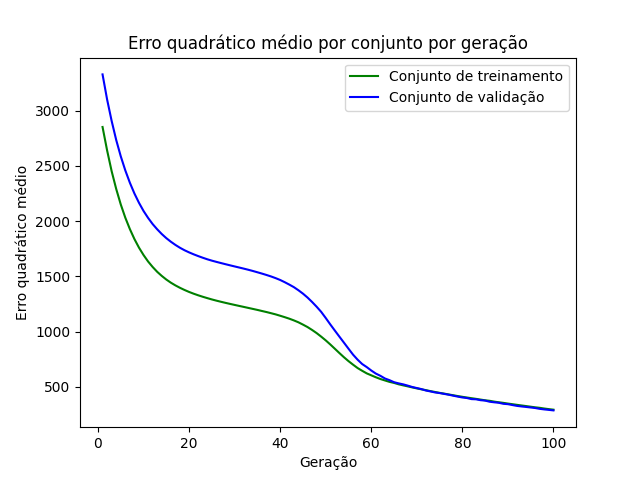 Erro quadrático médio por conjunto por geração
Conjunto de treinamento
Conjunto de validação
Erro quadrático médio
3000
2500
2000
1500
1000
500
0
20
40
60
80
100
Geração